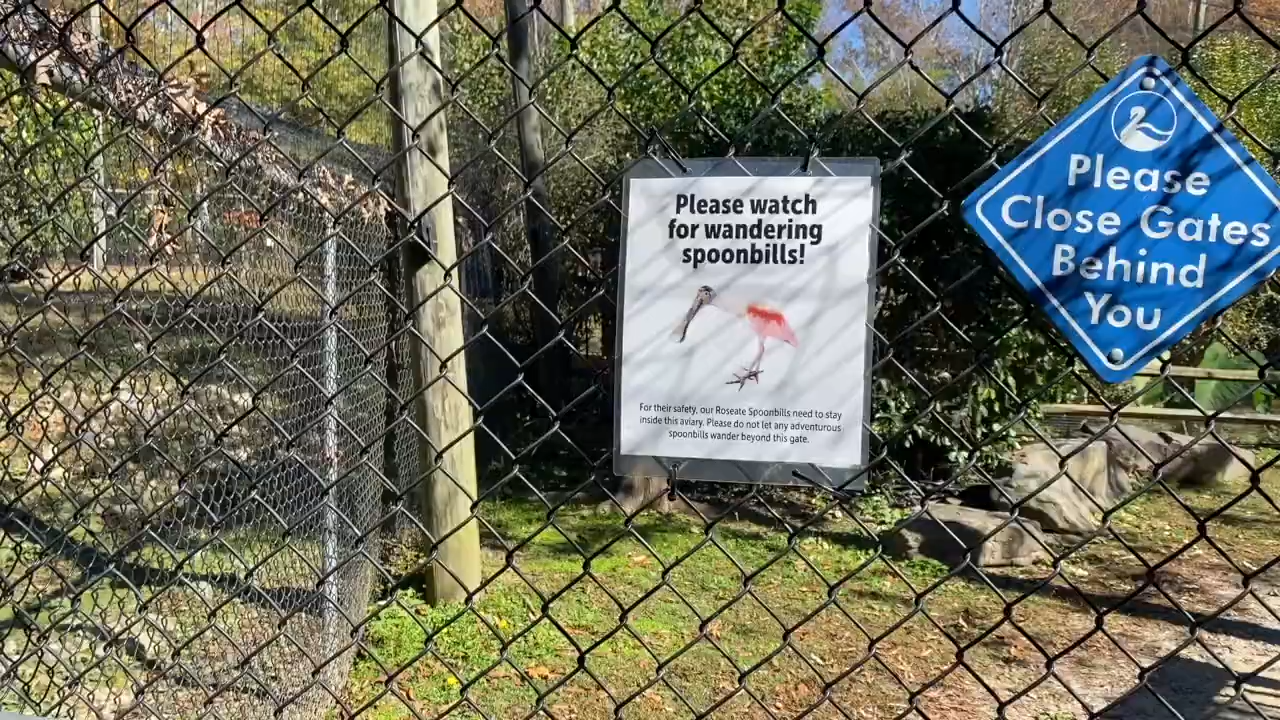 Please watch
for wandering
spoonbills!
For their safety, our Roseate Spoonbills need to stay
inside this aviary. Please do not let any adventurous
spoonbills wander beyond this gate.
Please
Close Gates
Behind
You